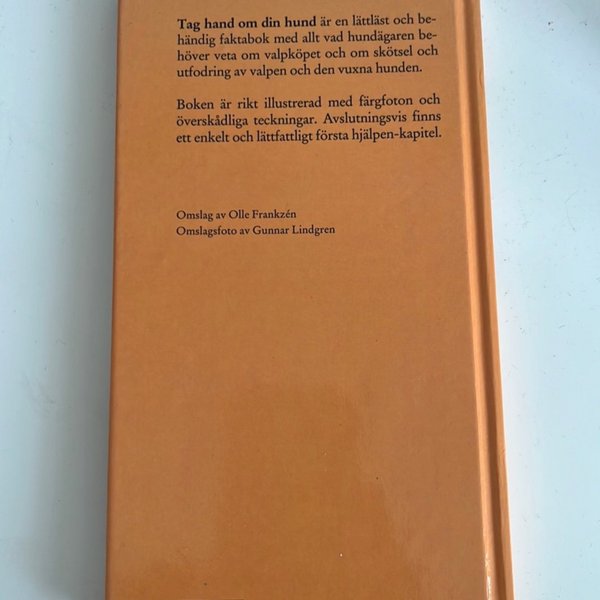 Tag hand om din hund är en lättläst och be-
händig faktabok med allt vad hundägaren be-
höver veta om valpköpet och om skötsel och
utfodring av valpen och den vuxna hunden.
Boken är rikt illustrerad med färgfoton och
överskådliga teckningar. Avslutningsvis finns
ett enkelt och lättfattligt första hjälpen-kapitel.
Omslag av Olle Frankzén
Omslagsfoto av Gunnar Lindgren